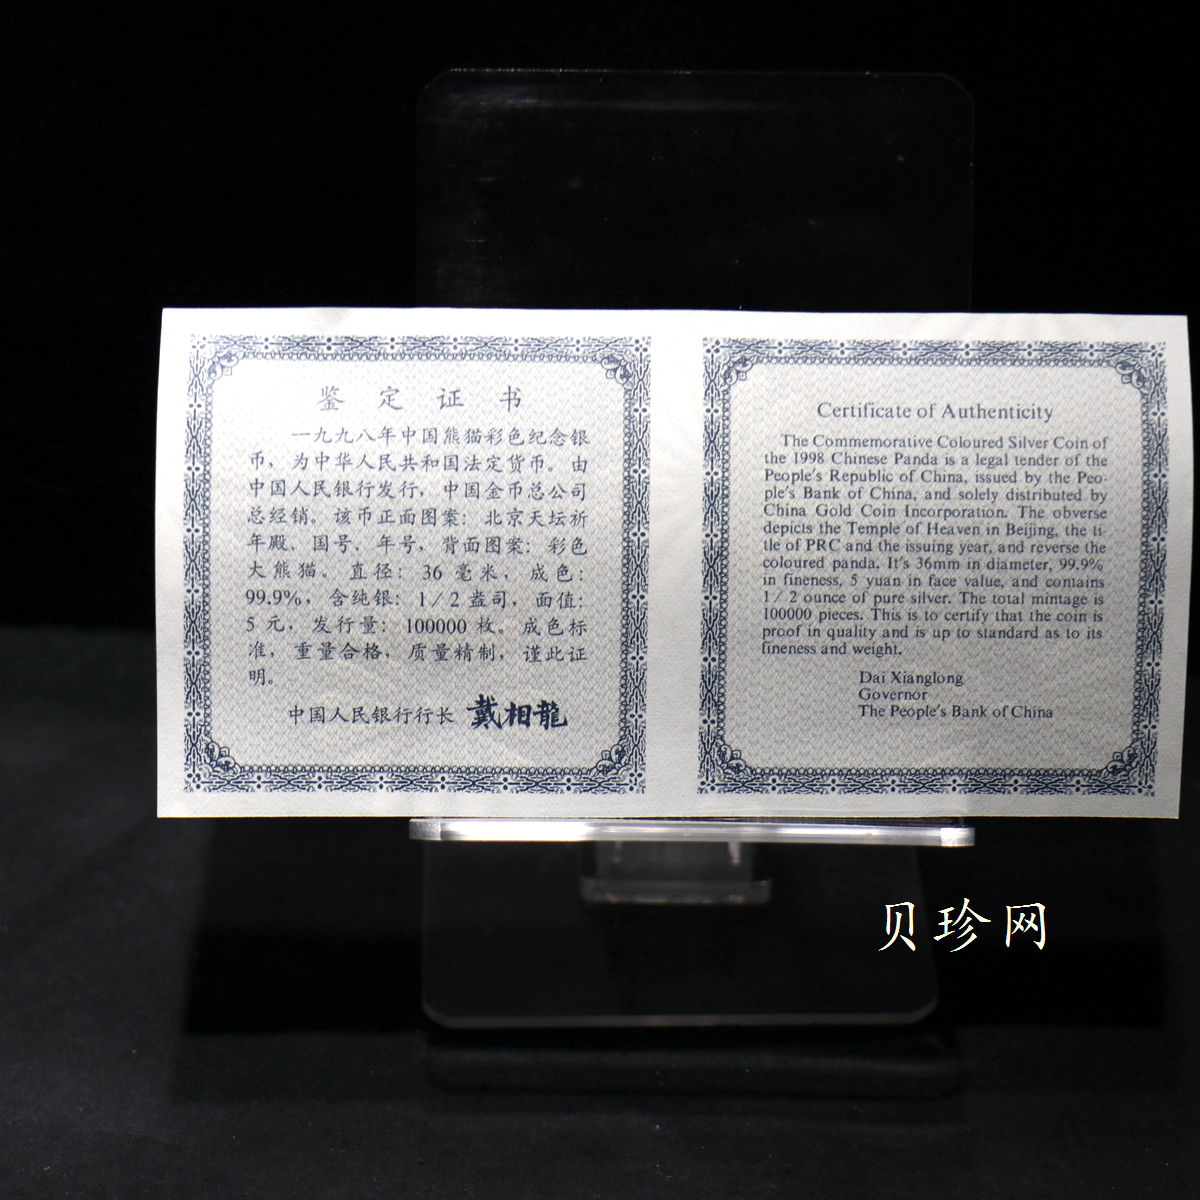 鉴定证书
一九九八年中国熊猫彩色纪念银
币，为中华人民共和国法定货币。由
中国人民银行发行，中国金币总公司
总经销。该币正面图案：北京天坛祈
年殿、国号、年号，背面图案：彩色
大熊猫。直径：36毫米，成色：
99.9%，含纯银：1/2盎司，面值：
5元，发行量：100000枚。成色标
准，重量合格，质量精制，谨此证
明。
中国人民银行行长 戴相龍
Certificate of Authenticity
The Commemorative Coloured Silver Coin of
the 1998 Chinese Panda is a legal tender of the
People's Republic of China, issued by the Peo-
ple's Bank of China, and solely distributed by
China Gold Coin Incorporation. The obverse
depicts the Temple of Heaven in Beijing, the ti-
tle of PRC and the issuing year, and reverse the
coloured panda. It's 36mm in diameter, 99.9%
in fineness, 5 yuan in face value, and contains
1/2 ounce of pure silver. The total mintage is
100000 pieces. This is to certify that the coin is
proof in quality and is up to standard as to its
fineness and weight.
Dai Xianglong
Governor
The People's Bank of China
贝珍网